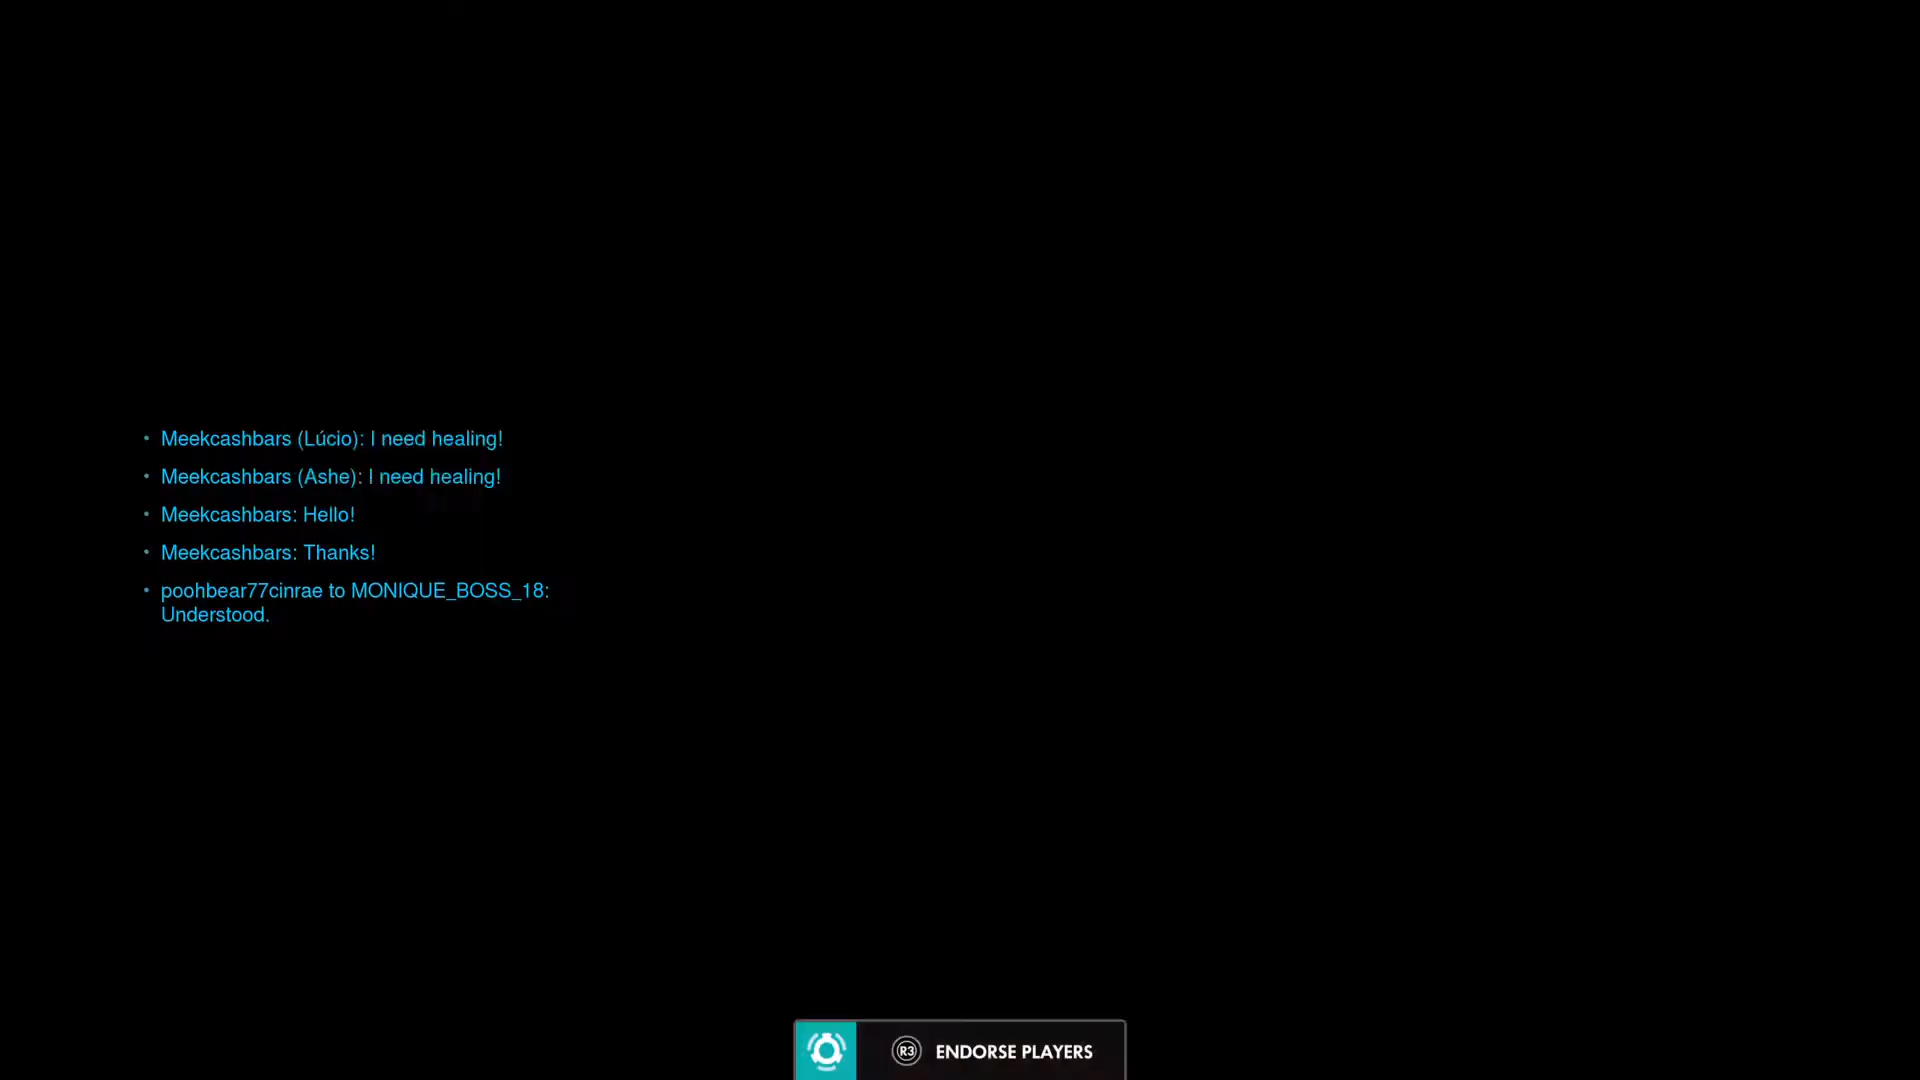 • Meekcashbars (Lúcio): I need healing!
• Meekcashbars (Ashe): I need healing!
• Meekcashbars: Hello!
• Meekcashbars: Thanks!
• poohbear77cinrae to MONIQUE_BOSS_18:
Understood.
R3 ENDORSE PLAYERS